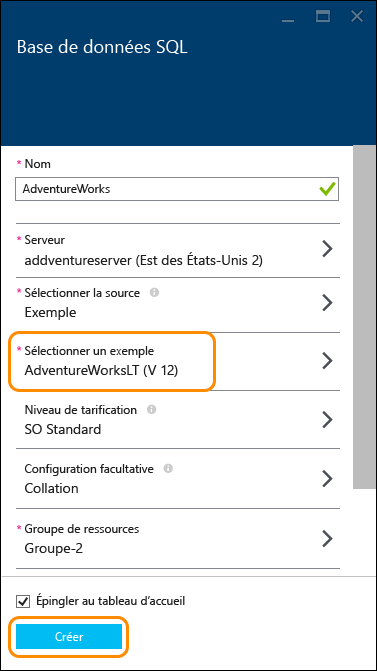 Base de données SQL
* Nom
AdventureWorks
* Serveur
addventureserver (Est des États-Unis 2)
* Sélectionner la source
Exemple
* Sélectionner un exemple
AdventureWorksLT (V 12)
Niveau de tarification
SO Standard
Configuration facultative
Collation
* Groupe de ressources
Groupe-2
Épingler au tableau d’accueil
Créer